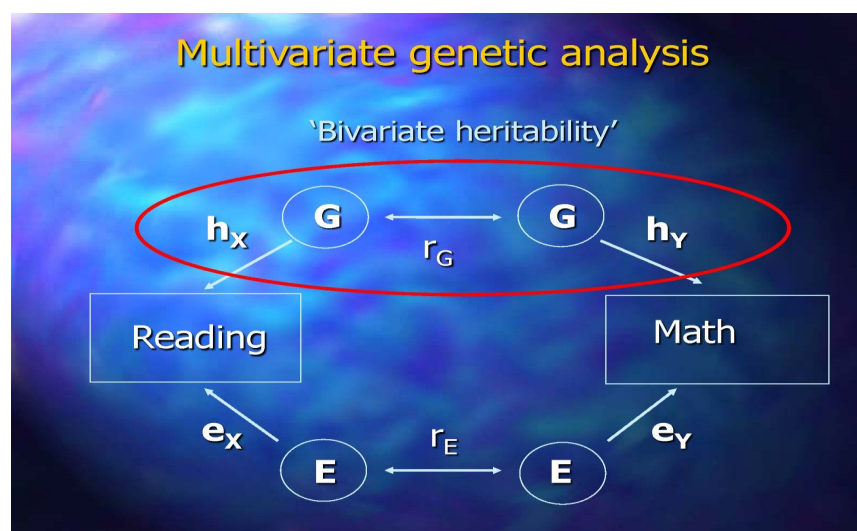 Multivariate genetic analysis
‘Bivariate heritability’
G G
hX rG hY
Reading Math
eX rE eY
E E